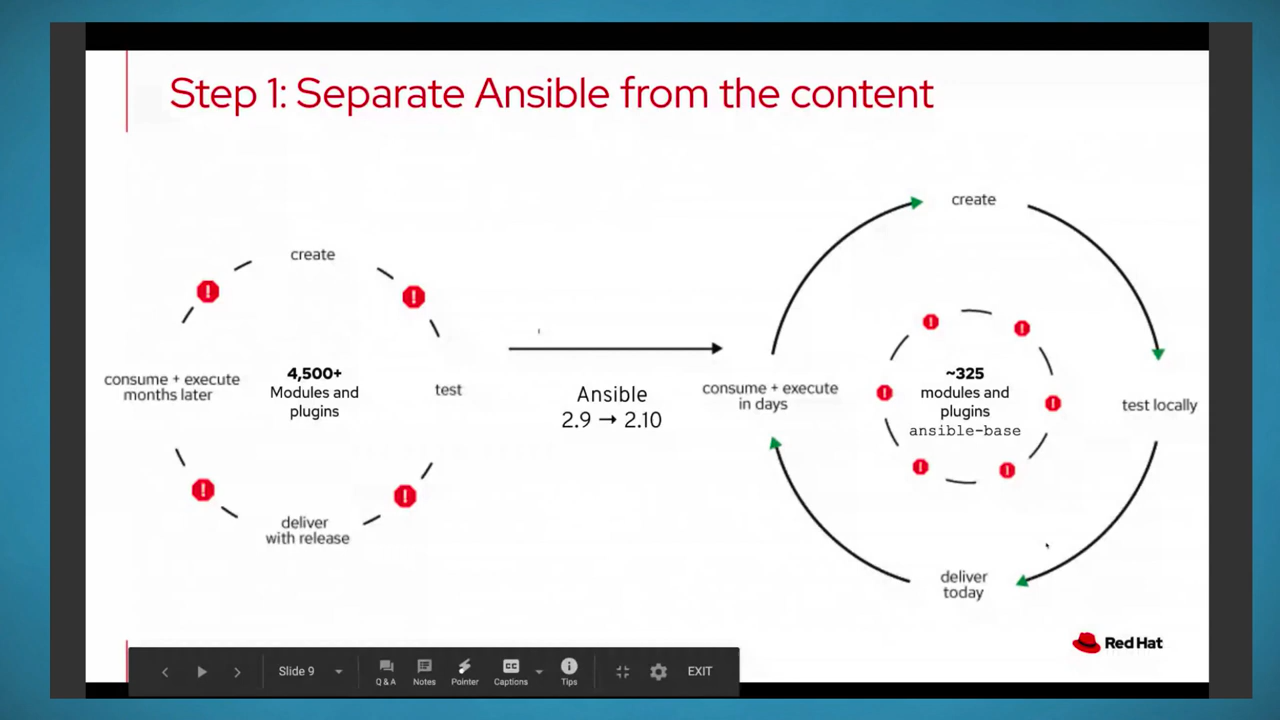 Step 1: Separate Ansible from the content
create
consume + execute
months later
4,500+
Modules and
plugins
test
deliver
with release
Ansible
2.9 → 2.10
create
consume + execute
in days
~325
modules and
plugins
ansible-base
test locally
deliver
today
Red Hat
Slide 9
Q & A
Notes
Pointer
CC
Captions
Tips
EXIT